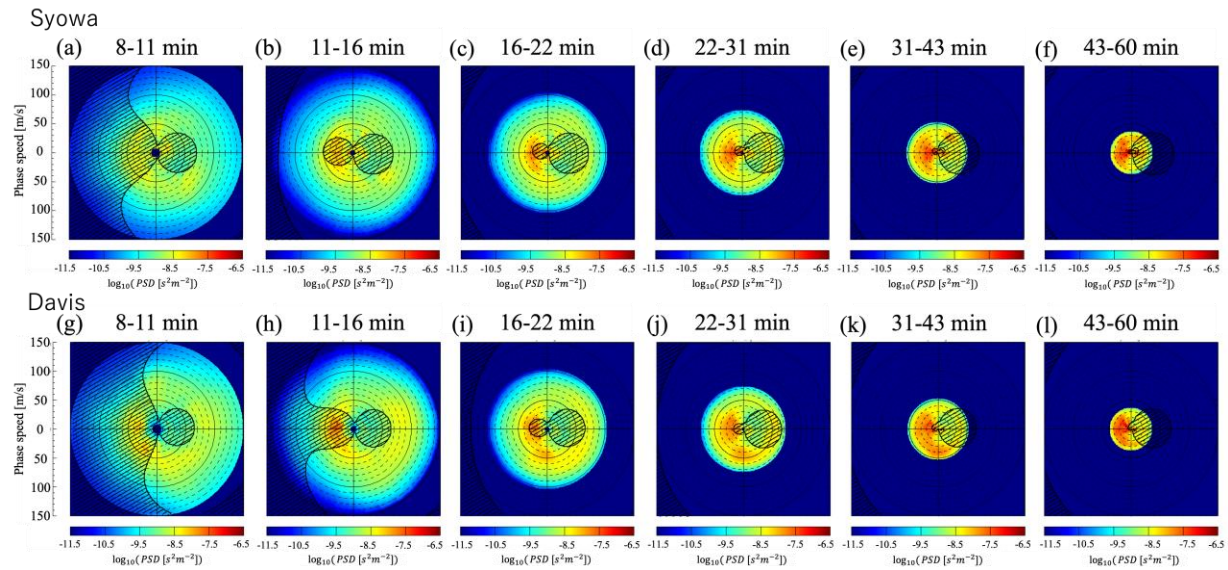 Syowa
(a) 8-11 min (b) 11-16 min (c) 16-22 min (d) 22-31 min (e) 31-43 min (f) 43-60 min
Phase speed [m/s]
150
100
50
0
50
100
150
-11.5 -10.5 -9.5 -8.5 -7.5 -6.5 -11.5 -10.5 -9.5 -8.5 -7.5 -6.5 -11.5 -10.5 -9.5 -8.5 -7.5 -6.5 -11.5 -10.5 -9.5 -8.5 -7.5 -6.5 -11.5 -10.5 -9.5 -8.5 -7.5 -6.5 -11.5 -10.5 -9.5 -8.5 -7.5 -6.5
log₁₀(PSD [s²m⁻²]) log₁₀(PSD [s²m⁻²]) log₁₀(PSD [s²m⁻²]) log₁₀(PSD [s²m⁻²]) log₁₀(PSD [s²m⁻²]) log₁₀(PSD [s²m⁻²])
Davis
(g) 8-11 min (h) 11-16 min (i) 16-22 min (j) 22-31 min (k) 31-43 min (l) 43-60 min
Phase speed [m/s]
150
100
50
0
50
100
150
-11.5 -10.5 -9.5 -8.5 -7.5 -6.5 -11.5 -10.5 -9.5 -8.5 -7.5 -6.5 -11.5 -10.5 -9.5 -8.5 -7.5 -6.5 -11.5 -10.5 -9.5 -8.5 -7.5 -6.5 -11.5 -10.5 -9.5 -8.5 -7.5 -6.5 -11.5 -10.5 -9.5 -8.5 -7.5 -6.5
log₁₀(PSD [s²m⁻²]) log₁₀(PSD [s²m⁻²]) log₁₀(PSD [s²m⁻²]) log₁₀(PSD [s²m⁻²]) log₁₀(PSD [s²m⁻²]) log₁₀(PSD [s²m⁻²])